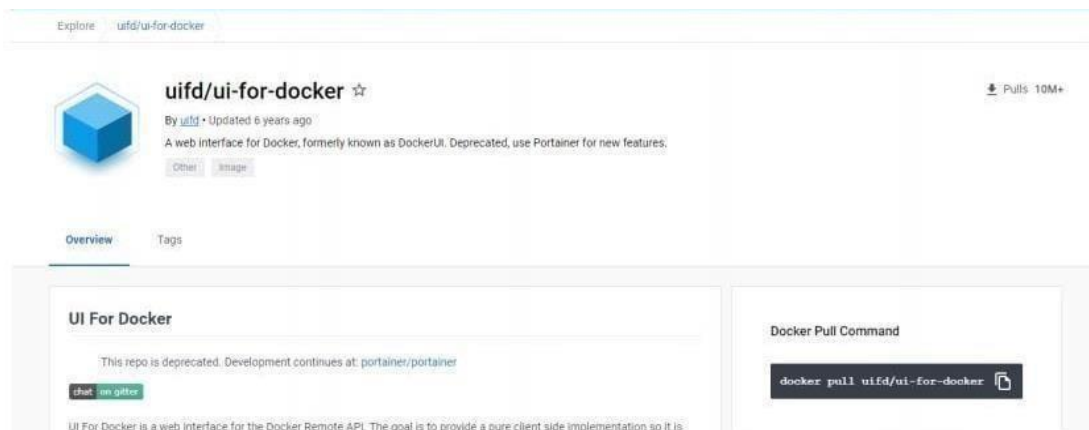 Explore uifd/ui-for-docker
uifd/ui-for-docker
Pulls 10M+
By uifd • Updated 6 years ago
A web interface for Docker, formerly known as DockerUI. Deprecated, use Portainer for new features.
Other Image
Overview Tags
UI For Docker
This repo is deprecated. Development continues at: portainer/portainer
chat on gitter
UI For Docker is a web interface for the Docker Remote API. The goal is to provide a pure client side implementation so it is
Docker Pull Command
docker pull uifd/ui-for-docker